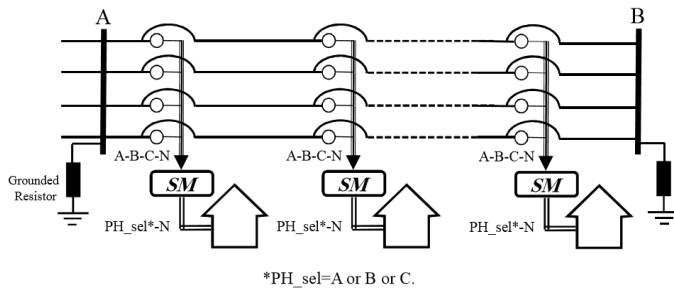 A
B
A-B-C-N
A-B-C-N
A-B-C-N
Grounded
Resistor
SM
SM
SM
PH_sel*-N
PH_sel*-N
PH_sel*-N
*PH_sel=A or B or C.